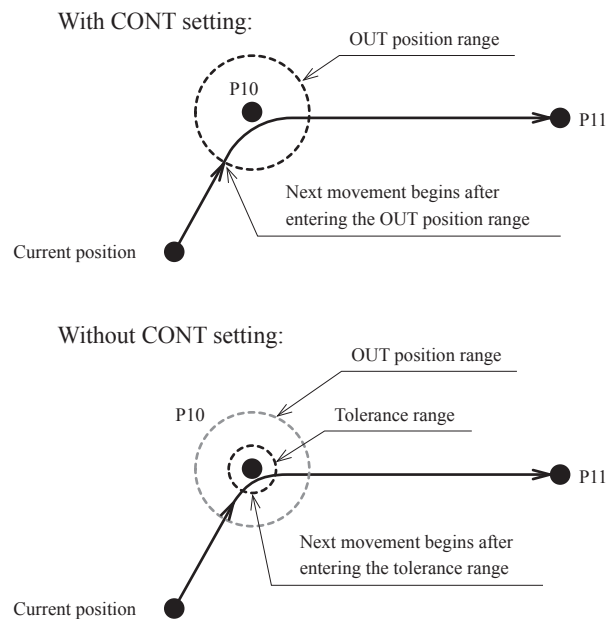 With CONT setting:
OUT position range
P10
P11
Next movement begins after
entering the OUT position range
Current position
Without CONT setting:
OUT position range
P10
Tolerance range
P11
Next movement begins after
entering the tolerance range
Current position